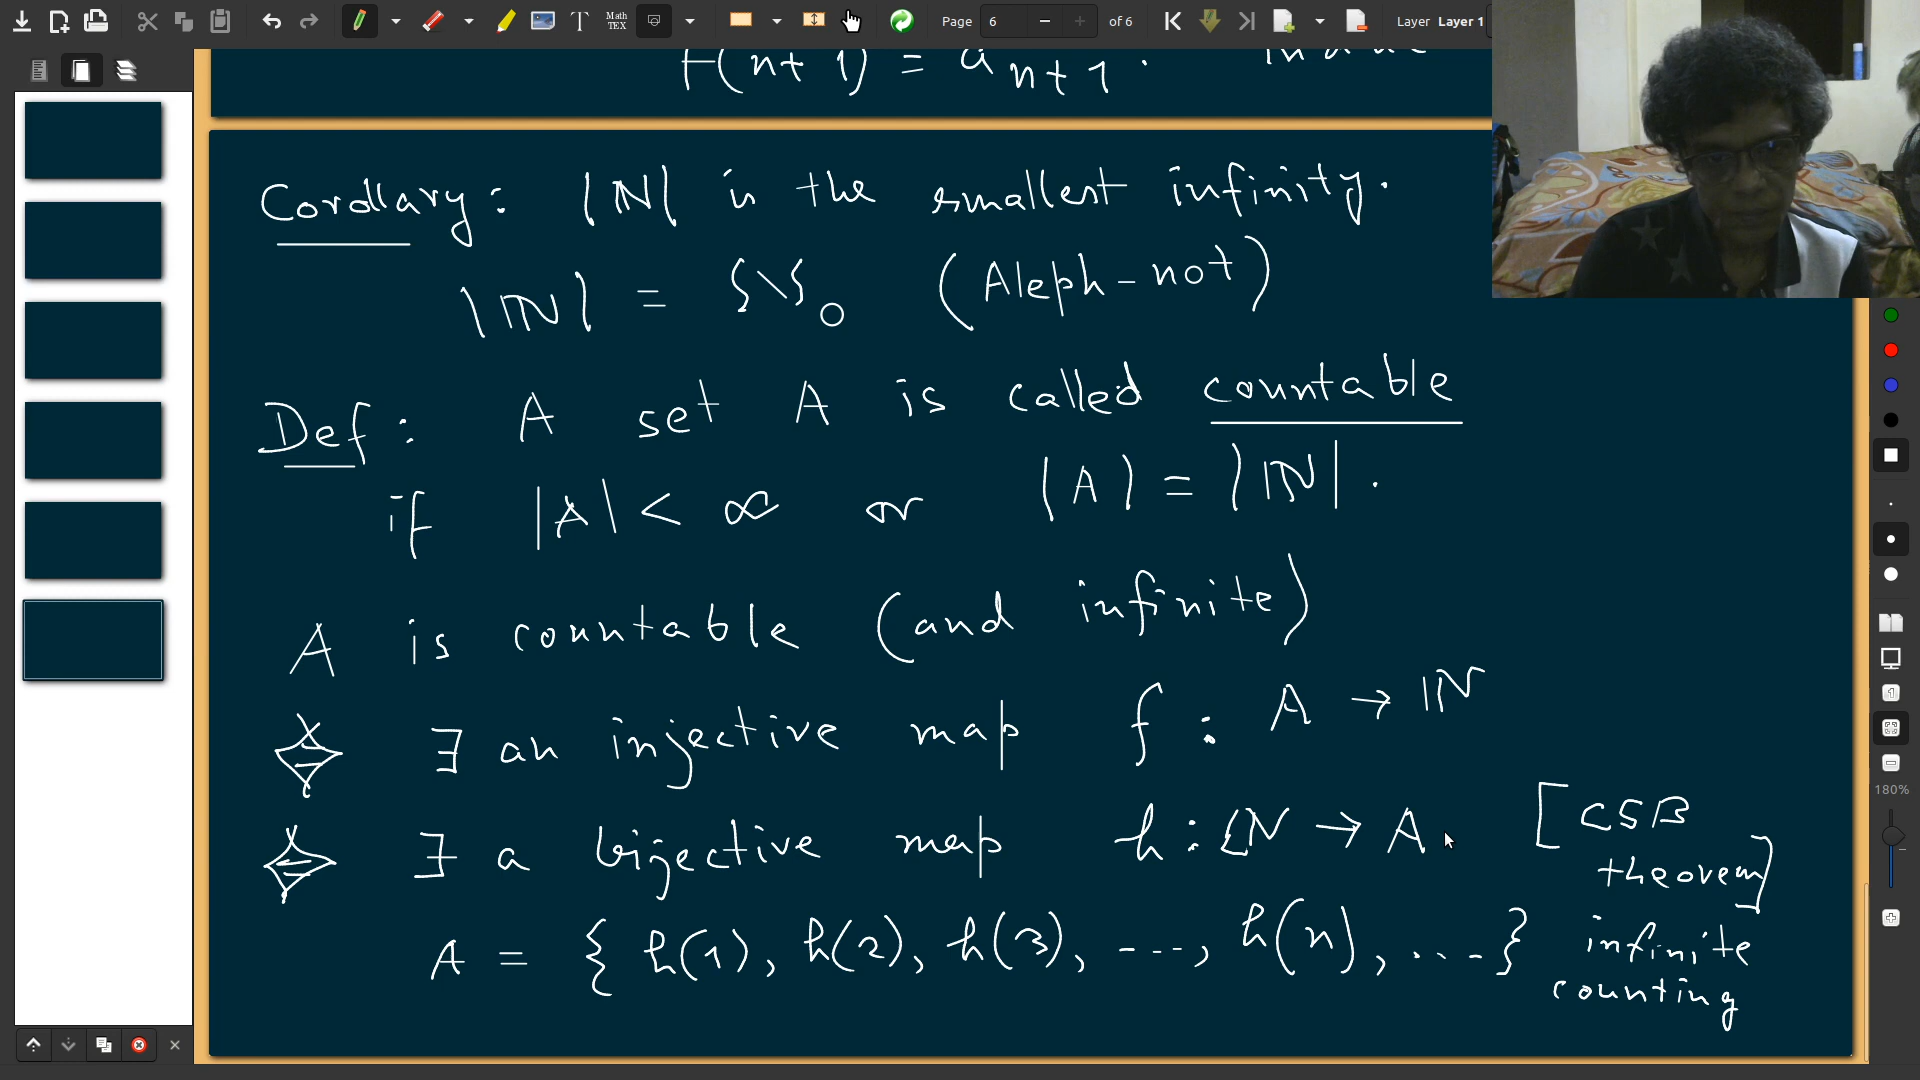 Page 6 of 6 Layer Layer 1
Math TEX
f(n+1) = a_{n+1}.
Corollary: |ℕ| is the smallest infinity.
|ℕ| = ℵ₀ (Aleph-not)
Def: A set A is called countable
if |A| < ∞ or |A| = |ℕ|.
A is countable (and infinite)
⇔ ∃ an injective map f : A → ℕ
⇔ ∃ a bijective map h : ℕ → A. [CSB
theorem]
A = { h(1), h(2), h(3), ---, h(n), ... } infinite
counting
180%